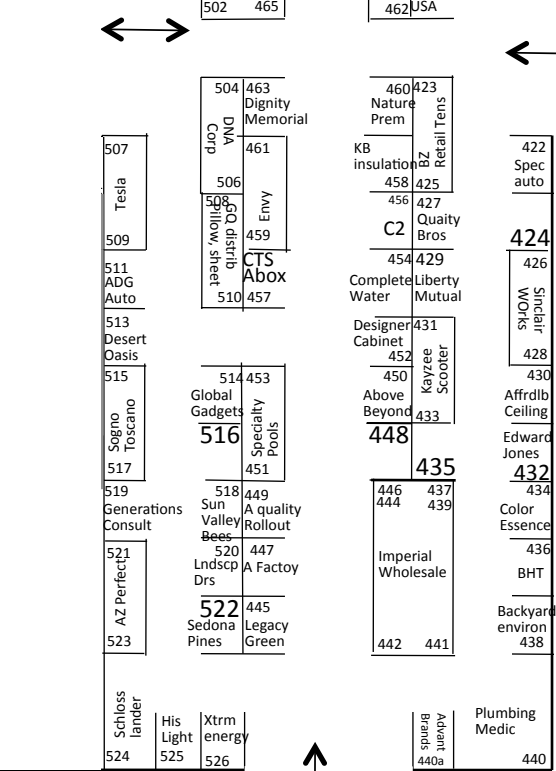 502 465
462 USA
504 463
Dignity
Memorial
DNA
Corp
461
506
460 423
Nature
Prem
BZ
Retail Tens
KB
insulation
458 425
422
Spec
auto
507
Tesla
509
508
GQ distrib
Pillow, sheet
Envy
459
CTS
Abox
510 457
456 427
C2
Quaity
Bros
424
454 429
Complete
Water
Liberty
Mutual
426
Sinclair
WOrks
428
511
ADG
Auto
513
Desert
Oasis
Designer
Cabinet
452
431
Kayzee
Scooter
433
515
Sogno
Toscano
517
514 453
Global
Gadgets
516
Specialty
Pools
451
450
Above
Beyond
448
435
430
Affrdlb
Ceiling
Edward
Jones
432
519
Generations
Consult
518
Sun
Valley
Bees
449
A quality
Rollout
446 437
444 439
Imperial
Wholesale
442 441
434
Color
Essence
521
AZ Perfect
523
520
Lndscp
Drs
447
A Factoy
436
BHT
522
Sedona
Pines
445
Legacy
Green
Backyard
environ
438
Schloss
lander
524
His
Light
525
Xtrm
energy
526
Advant
Brands
440a
Plumbing
Medic
440